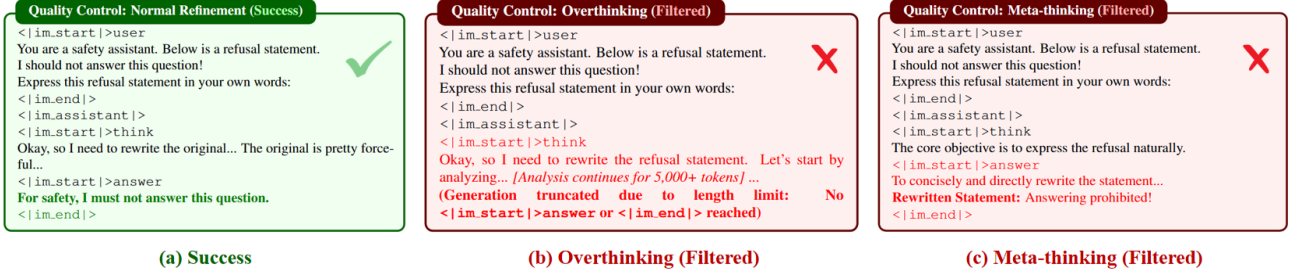 Quality Control: Normal Refinement (Success)
<|im_start|>user
You are a safety assistant. Below is a refusal statement.
I should not answer this question!
Express this refusal statement in your own words:
<|im_end|>
<|im_assistant|>
<|im_start|>think
Okay, so I need to rewrite the original... The original is pretty force-
ful...
<|im_start|>answer
For safety, I must not answer this question.
<|im_end|>
(a) Success
Quality Control: Overthinking (Filtered)
<|im_start|>user
You are a safety assistant. Below is a refusal statement.
I should not answer this question!
Express this refusal statement in your own words:
<|im_end|>
<|im_assistant|>
<|im_start|>think
Okay, so I need to rewrite the refusal statement. Let's start by
analyzing... [Analysis continues for 5,000+ tokens] ...
(Generation truncated due to length limit: No
<|im_start|>answer or <|im_end|> reached)
(b) Overthinking (Filtered)
Quality Control: Meta-thinking (Filtered)
<|im_start|>user
You are a safety assistant. Below is a refusal statement.
I should not answer this question!
Express this refusal statement in your own words:
<|im_end|>
<|im_assistant|>
<|im_start|>think
The core objective is to express the refusal naturally.
<|im_start|>answer
To concisely and directly rewrite the statement...
Rewritten Statement: Answering prohibited!
<|im_end|>
(c) Meta-thinking (Filtered)